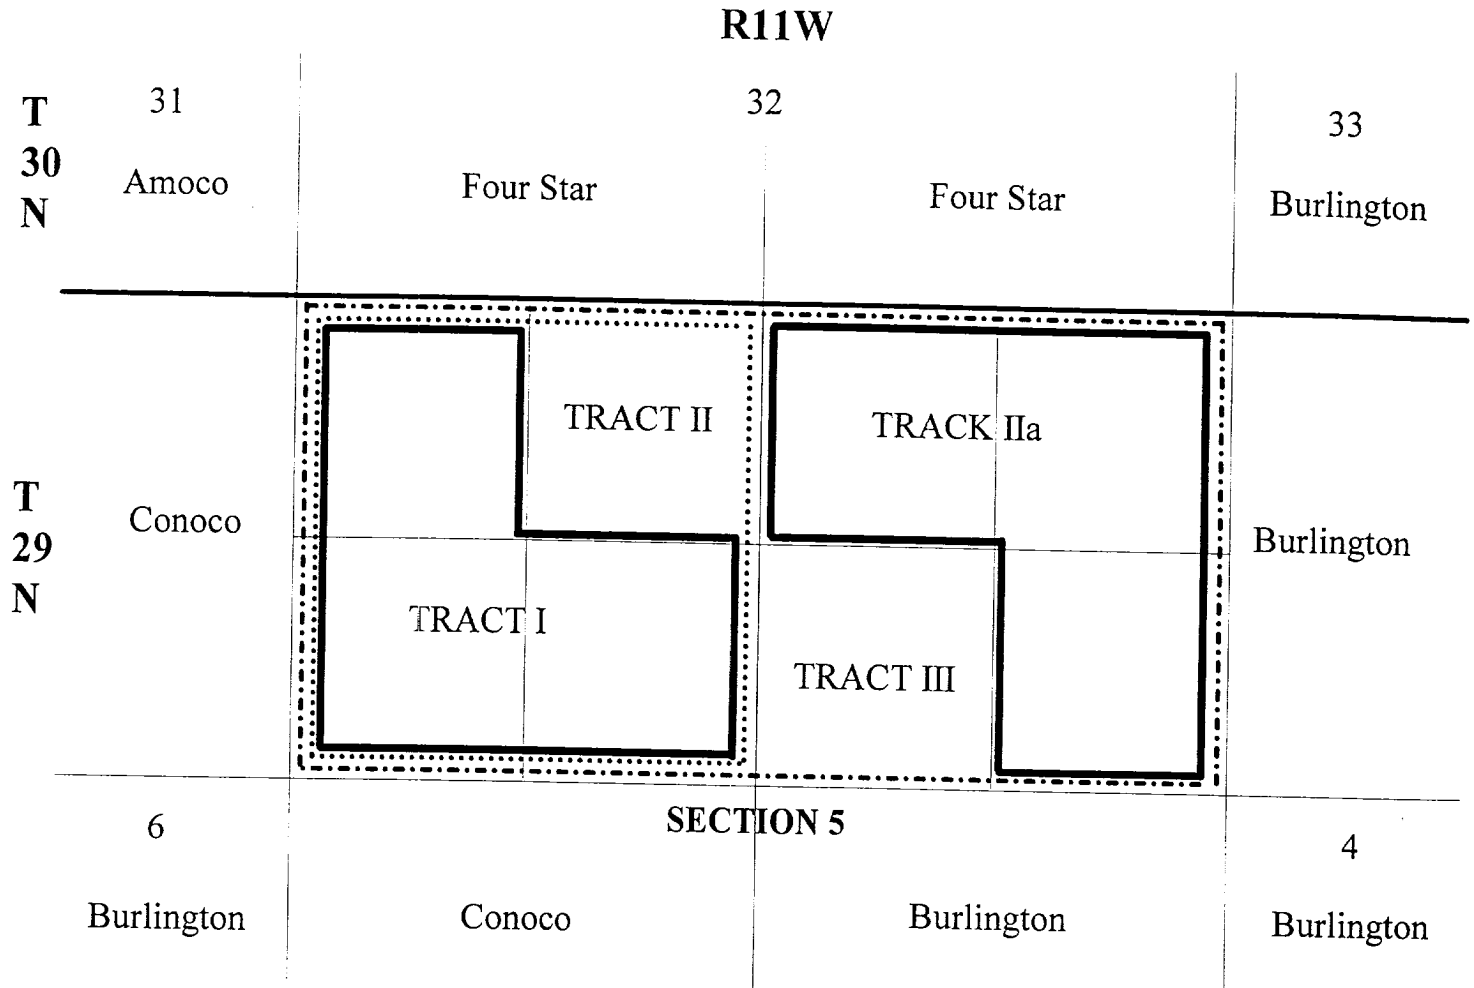 R11W
T
30
N
31
32
33
Amoco
Four Star
Four Star
Burlington
TRACT II
TRACK IIa
T
29
N
Conoco
Burlington
TRACT I
TRACT III
SECTION 5
6
4
Burlington
Conoco
Burlington
Burlington